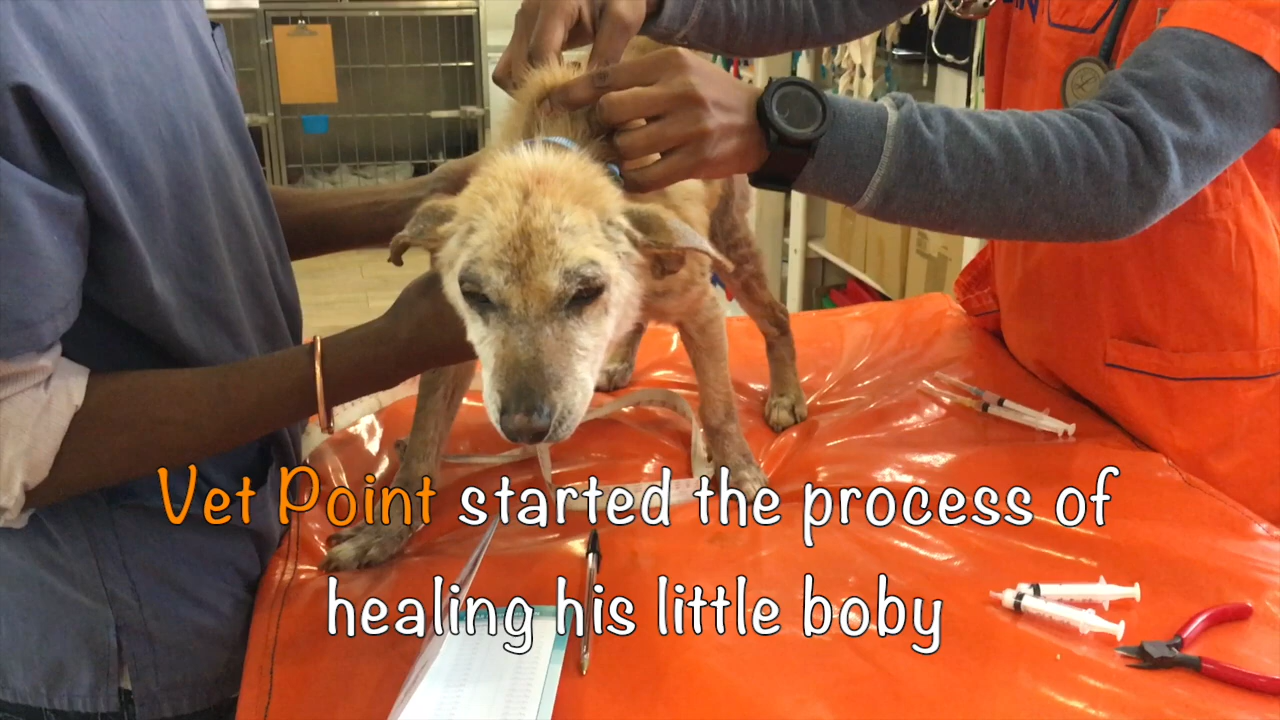 Vet Point started the process of
healing his little boby